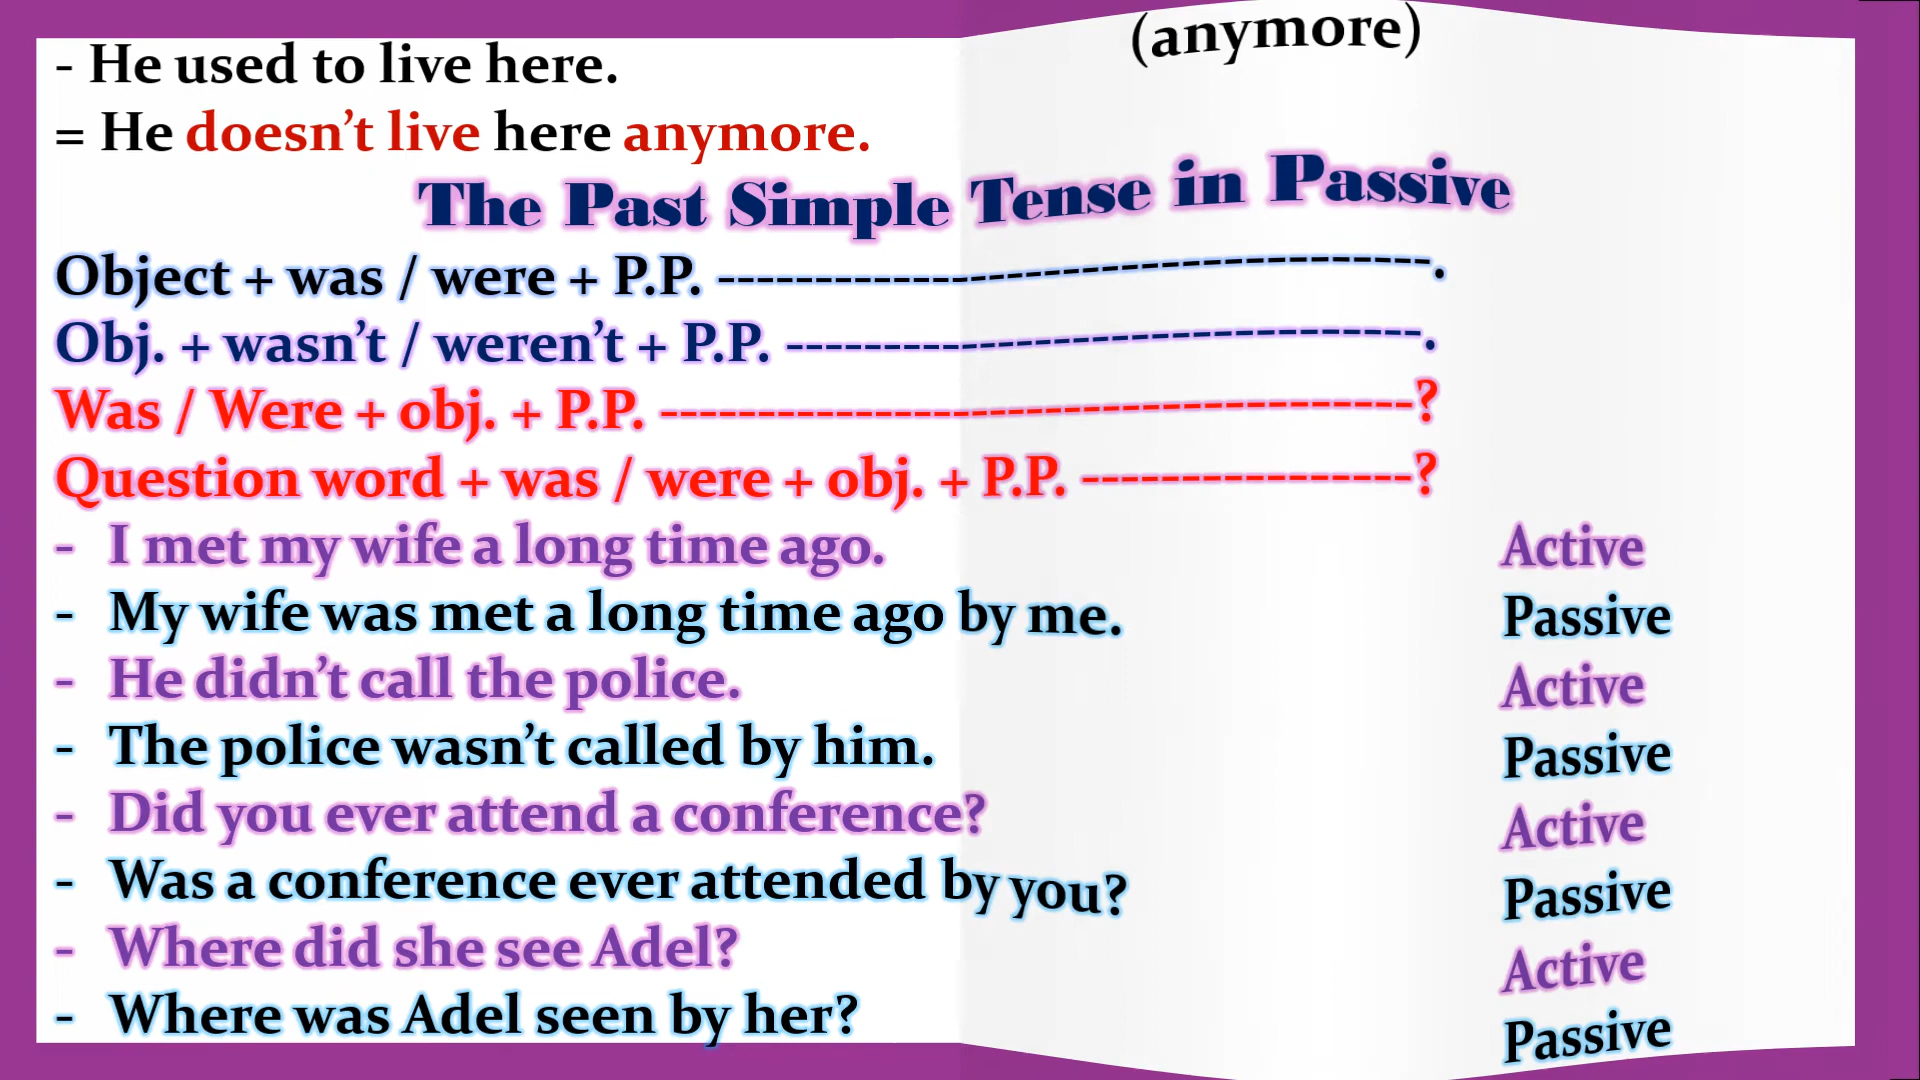 (anymore)
- He used to live here.
= He doesn't live here anymore.
The Past Simple Tense in Passive
Object + was / were + P.P. ------------------------------------------.
Obj. + wasn't / weren't + P.P. -------------------------------------.
Was / Were + obj. + P.P. --------------------------------------------?
Question word + was / were + obj. + P.P. --------------------?
- I met my wife a long time ago. Active
- My wife was met a long time ago by me. Passive
- He didn't call the police. Active
- The police wasn't called by him. Passive
- Did you ever attend a conference? Active
- Was a conference ever attended by you? Passive
- Where did she see Adel? Active
- Where was Adel seen by her? Passive